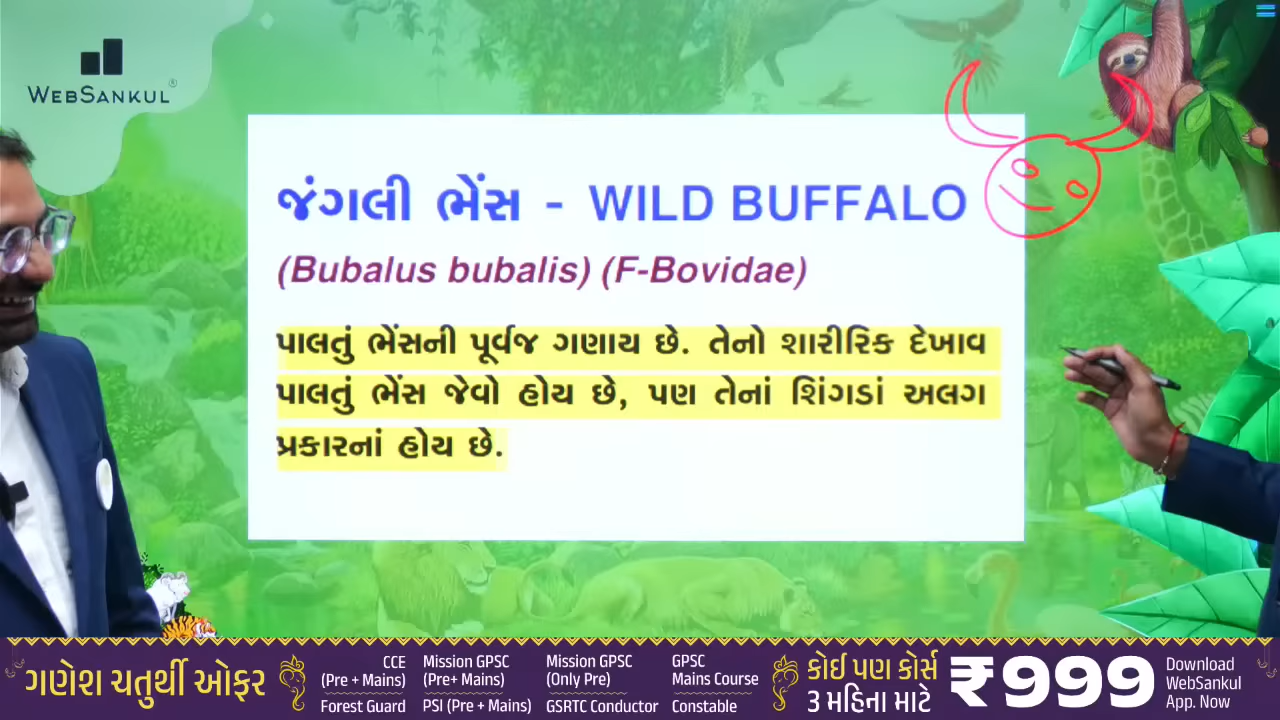 WEBSANKUL®
જંગલી ભેંસ - WILD BUFFALO
(Bubalus bubalis) (F-Bovidae)
પાલતું ભેંસની પૂર્વજ ગણાય છે. તેનો શારીરિક દેખાવ
પાલતું ભેંસ જેવો હોય છે, પણ તેનાં શિંગડાં અલગ
પ્રકારનાં હોય છે.
ગણેશ ચતુર્થી ઓફર
CCE
(Pre + Mains)
Forest Guard
Mission GPSC
(Pre+ Mains)
PSI (Pre + Mains)
Mission GPSC
(Only Pre)
GSRTC Conductor
GPSC
Mains Course
Constable
કોઈ પણ કોર્સ
3 મહિના માટે
₹999
Download
WebSankul
App. Now